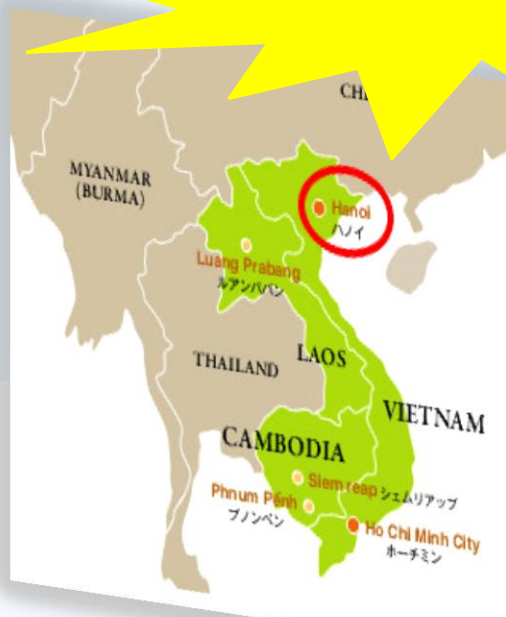 MYANMAR
(BURMA)
Hanoi
ハノイ
Luang Prabang
ルアンパバン
THAILAND
LAOS
VIETNAM
CAMBODIA
Siem reap シェムリアップ
Phnum Penh
プノンペン
Ho Chi Minh City
ホーチミン